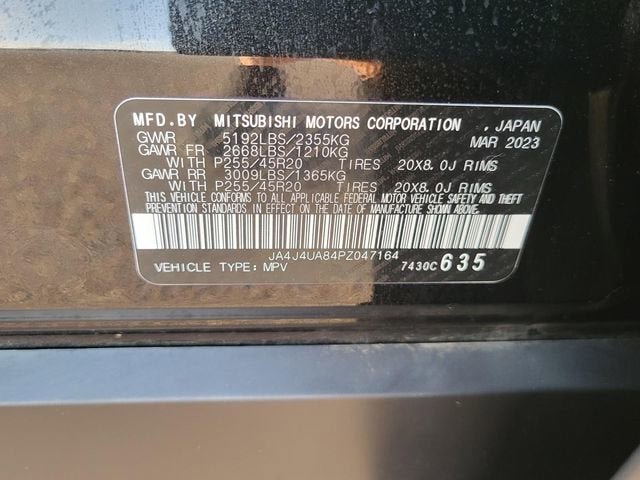 MFD.BY MITSUBISHI MOTORS CORPORATION , JAPAN
GVWR 5192LBS/2355KG MAR 2023
GAWR FR 2668LBS/1210KG
WITH P255/45R20 TIRES 20X8.0J RIMS
GAWR RR 3009LBS/1365KG
WITH P255/45R20 TIRES 20X8.0J RIMS
THIS VEHICLE CONFORMS TO ALL APPLICABLE FEDERAL MOTOR VEHICLE SAFETY AND THEFT
PREVENTION STANDARDS IN EFFECT ON THE DATE OF MANUFACTURE SHOWN ABOVE.
JA4J4UA84PZ047164
VEHICLE TYPE:MPV 7430C635